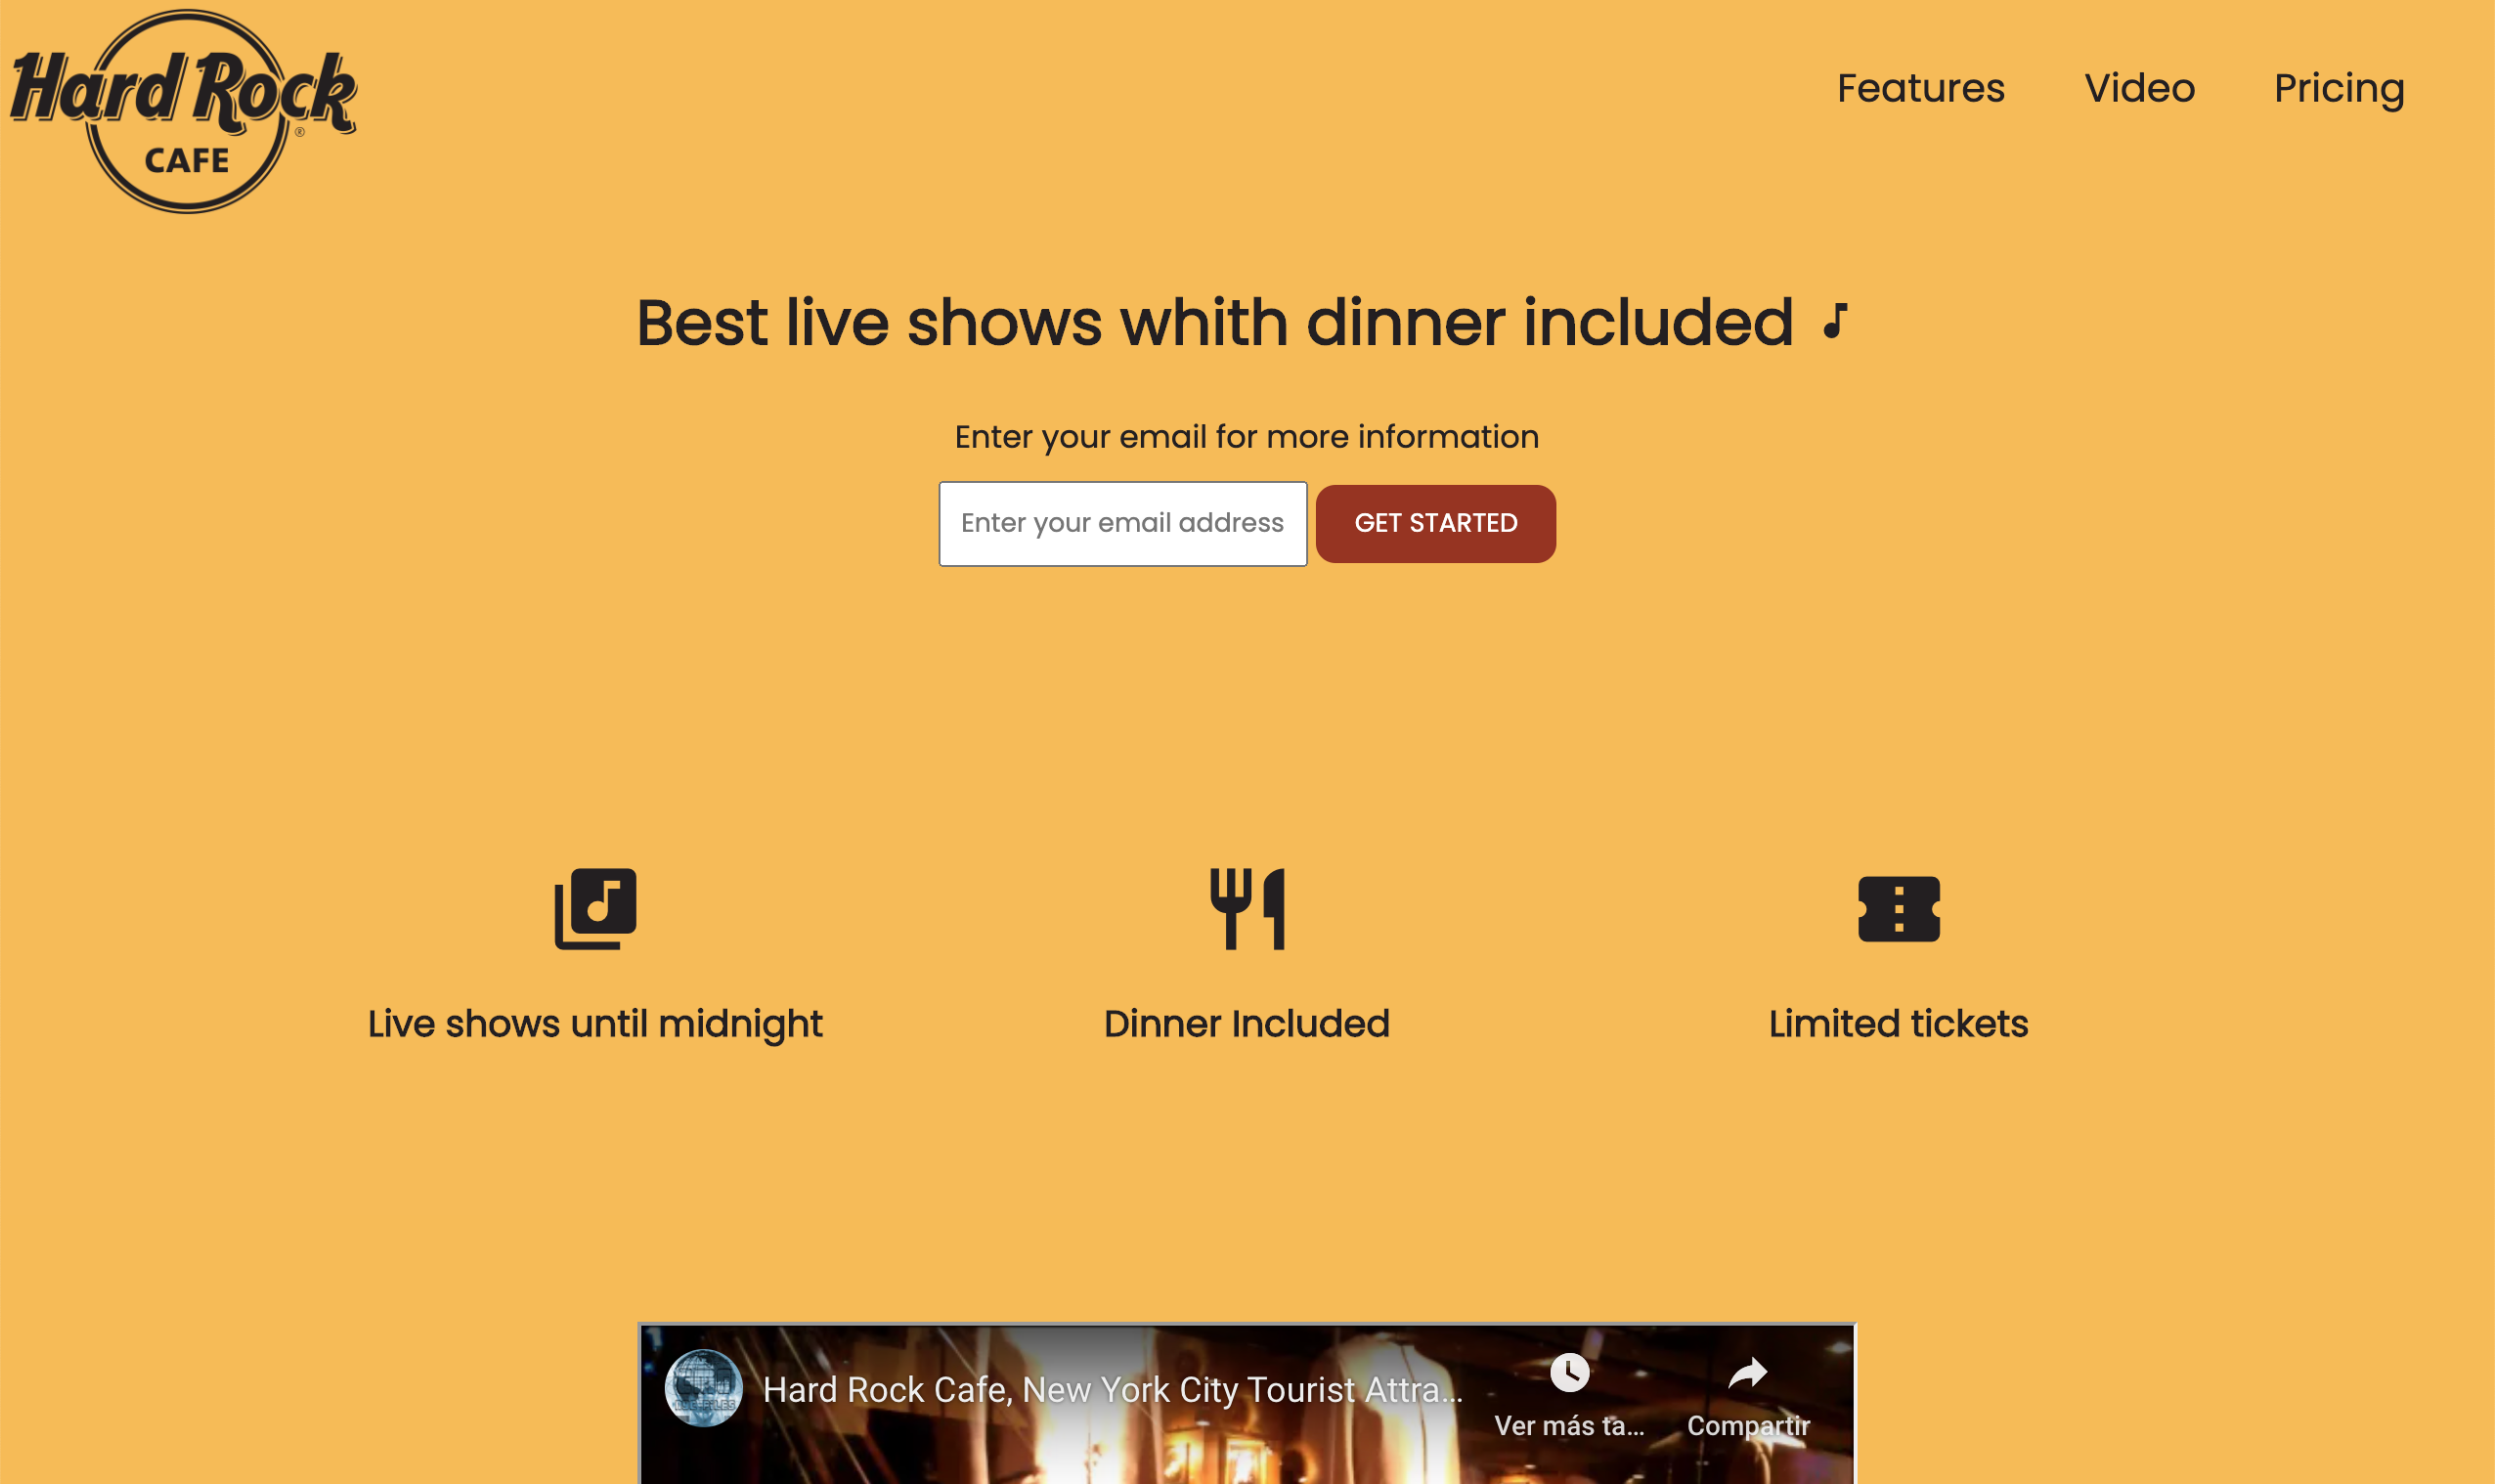 Hard Rock
®
CAFE
Features Video Pricing
Best live shows whith dinner included
Enter your email for more information
Enter your email address GET STARTED
Live shows until midnight Dinner Included Limited tickets
Hard Rock Cafe, New York City Tourist Attra...
Ver más ta... Compartir